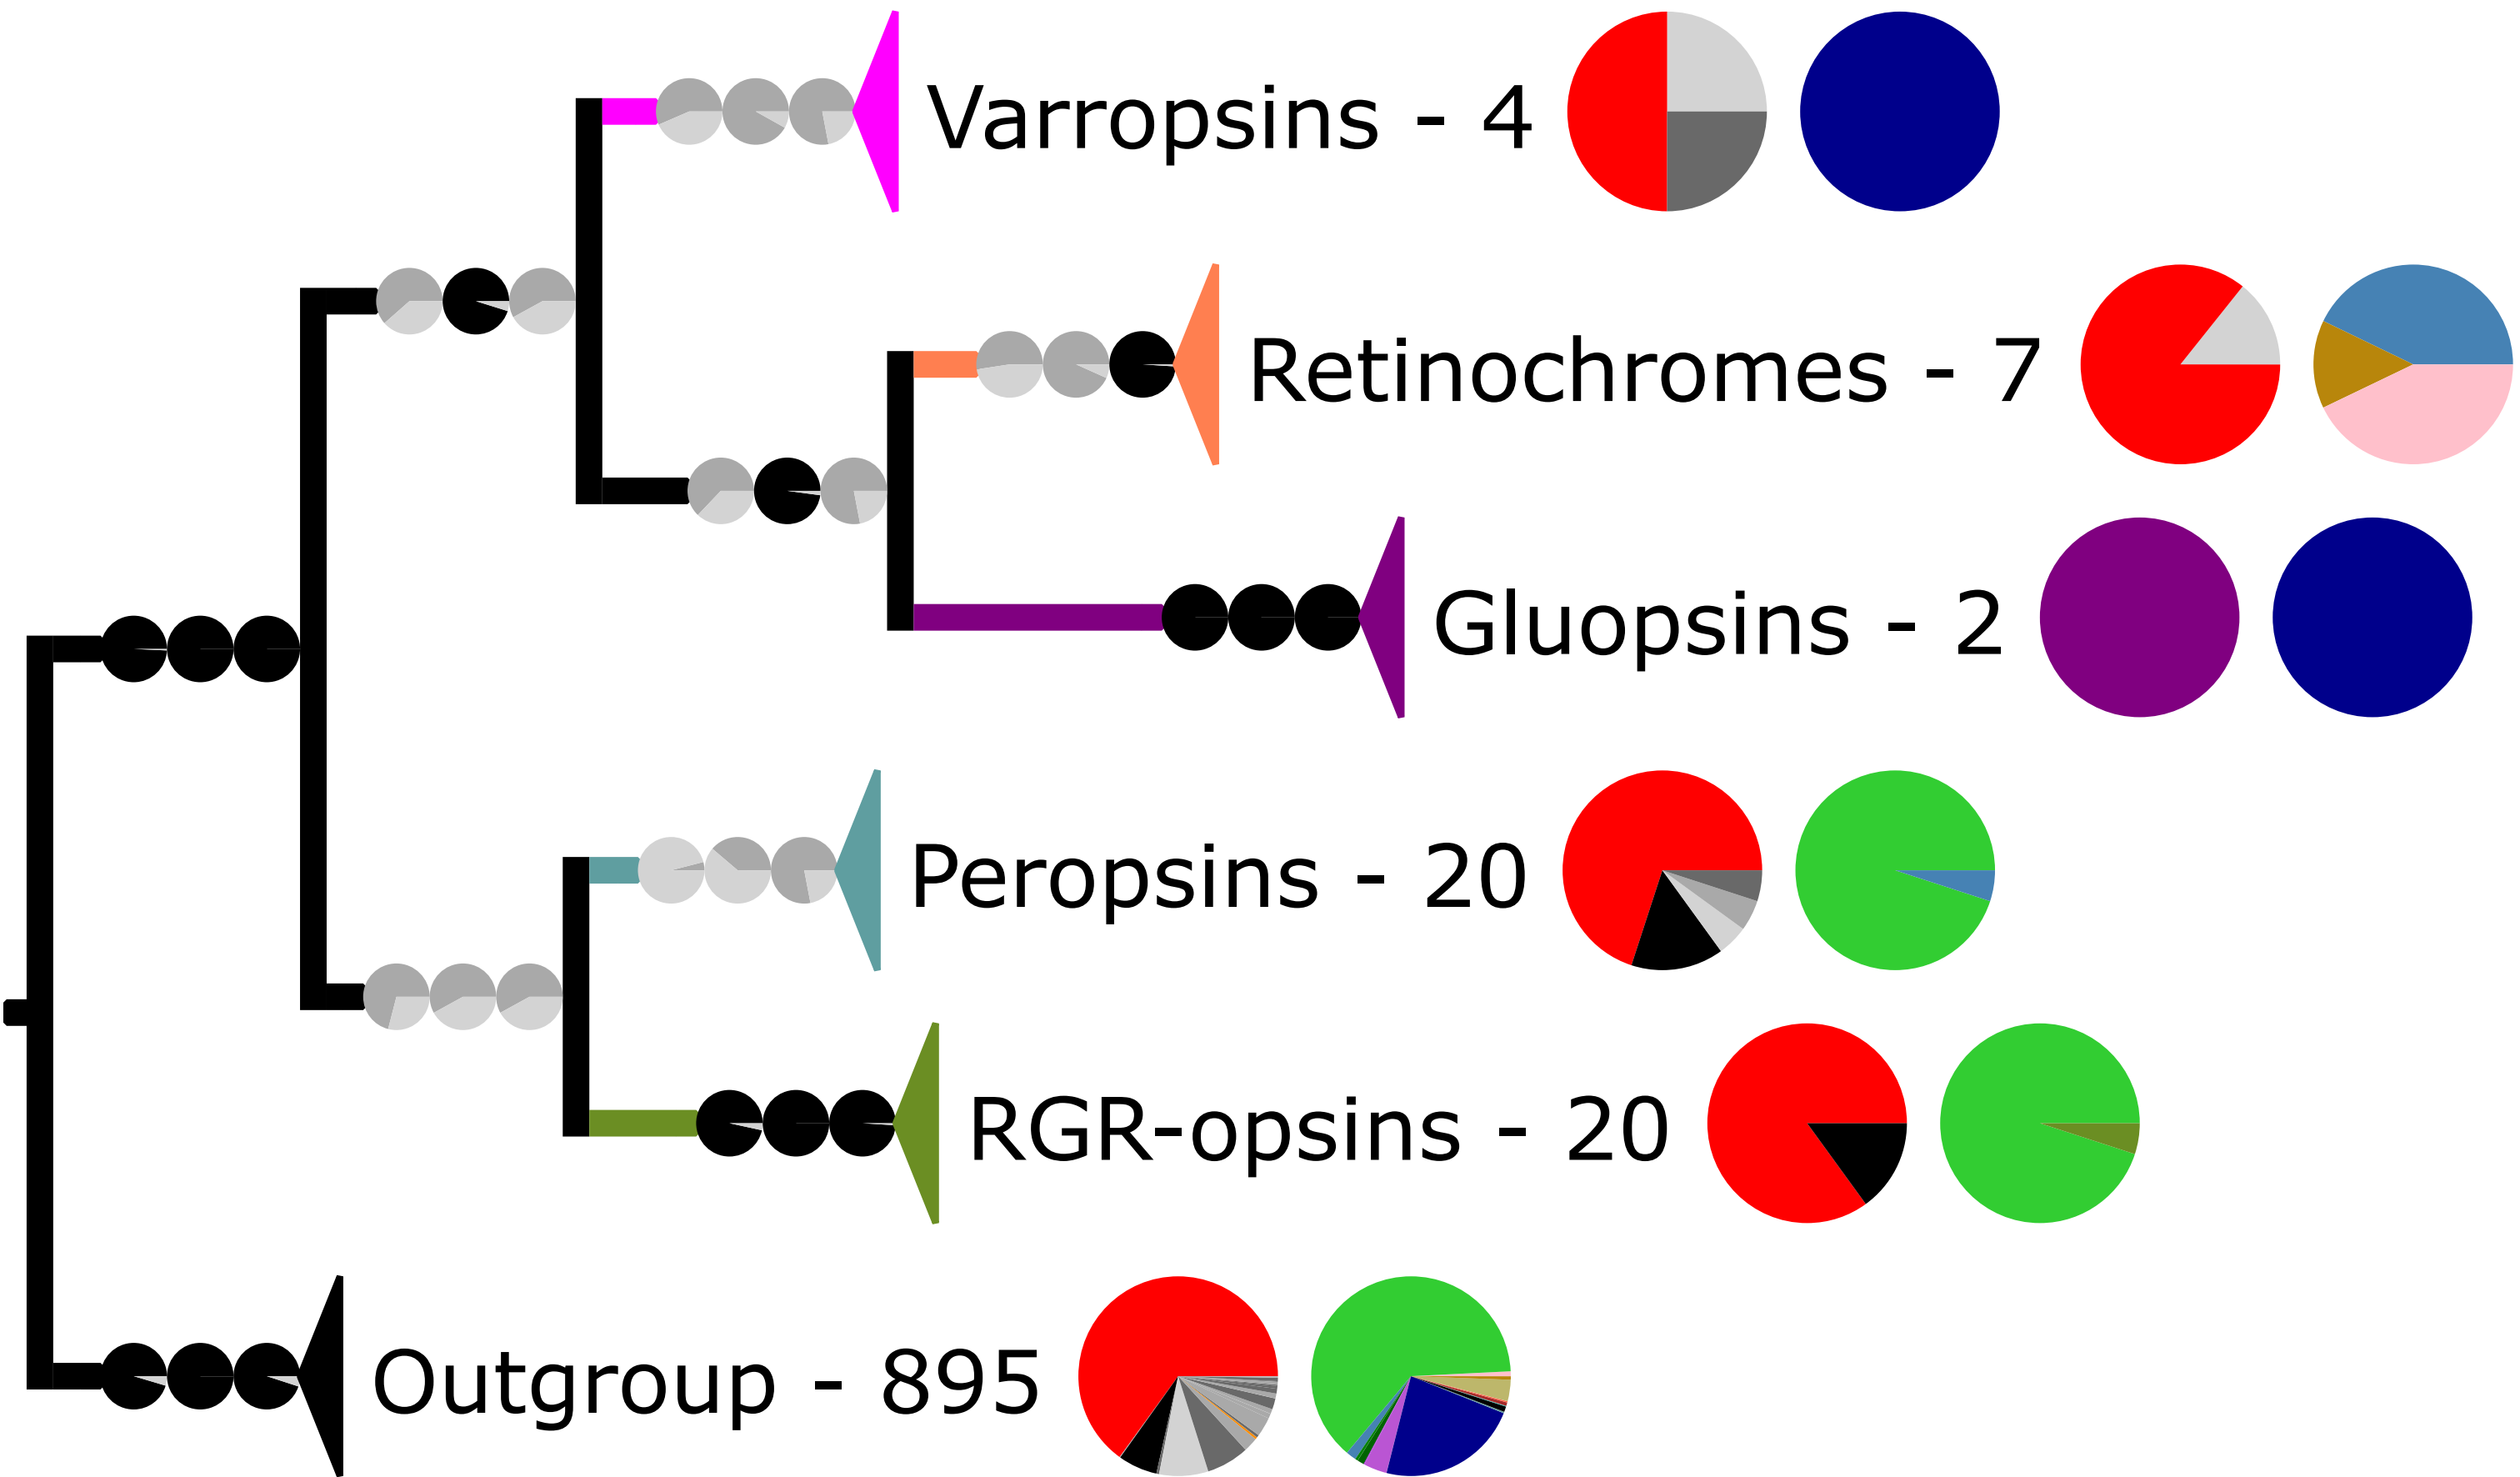 Varropsins - 4
Retinochromes - 7
Gluopsins - 2
Peropsins - 20
RGR-opsins - 20
Outgroup - 895